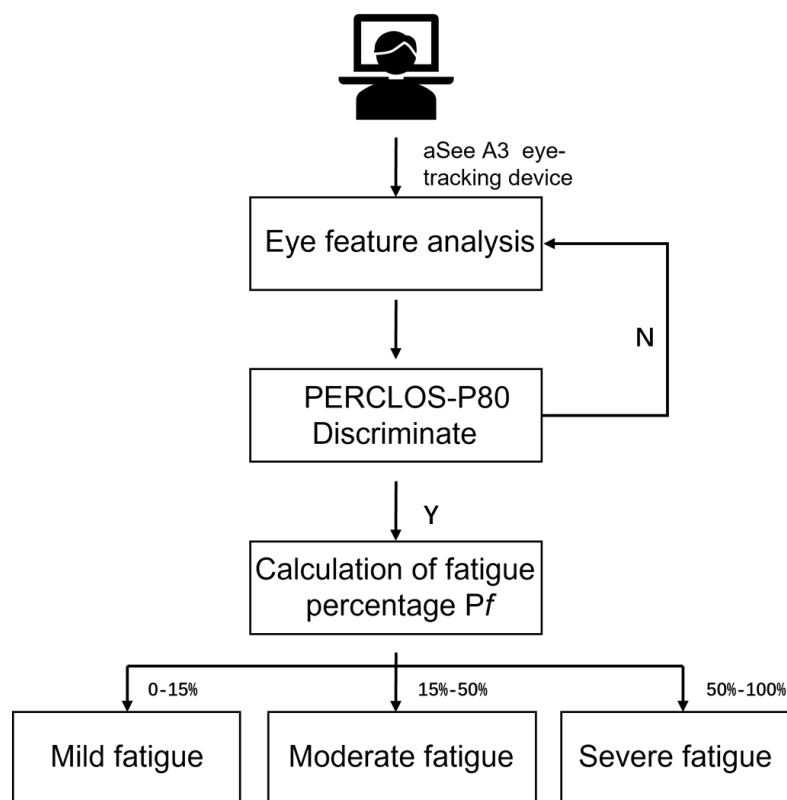 aSee A3 eye-
tracking device
Eye feature analysis
N
PERCLOS-P80
Discriminate
Y
Calculation of fatigue
percentage Pf
0-15%
15%-50%
50%-100%
Mild fatigue
Moderate fatigue
Severe fatigue